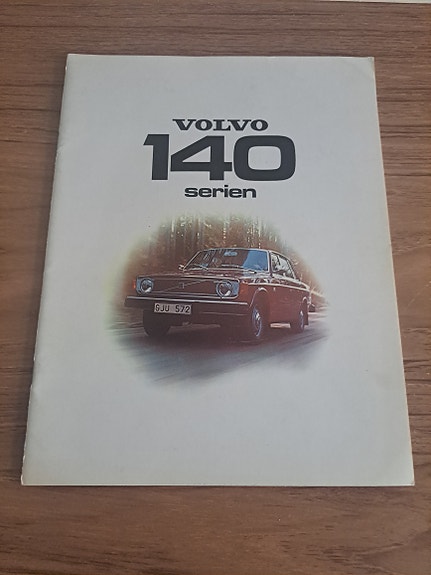 VOLVO
140
serien
GJU 572